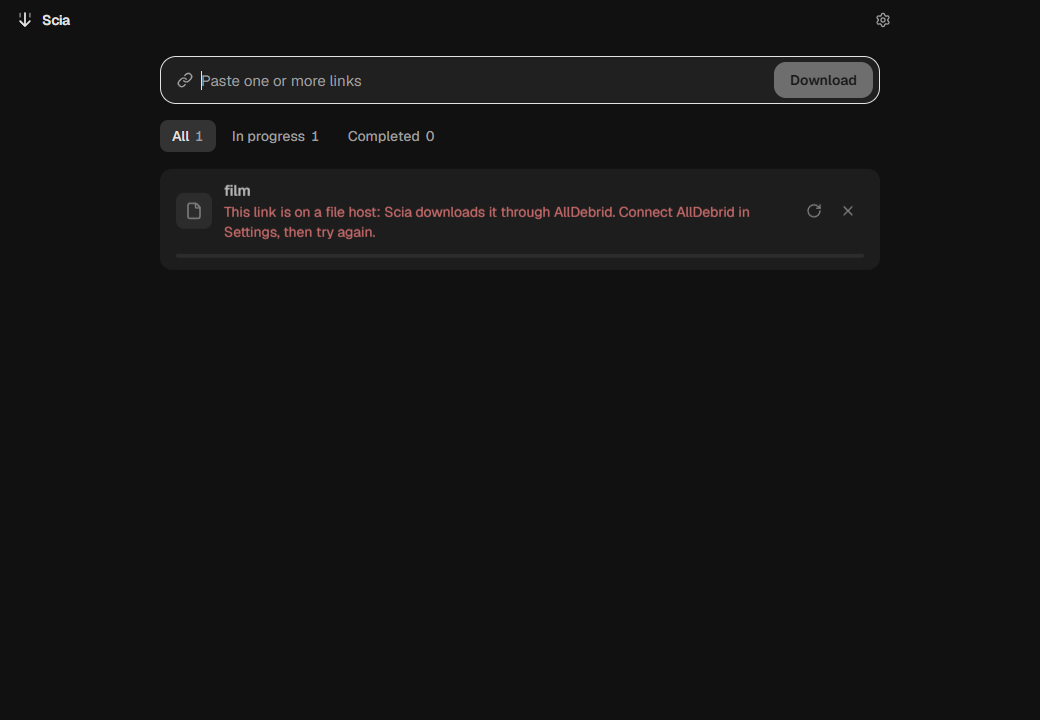 Scia
Paste one or more links
Download
All 1
In progress 1
Completed 0
film
This link is on a file host: Scia downloads it through AllDebrid. Connect AllDebrid in
Settings, then try again.